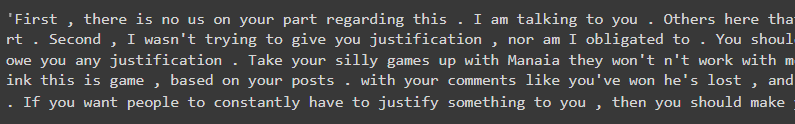 'First , there is no us on your part regarding this . I am talking to you . Others here tha
rt . Second , I wasn't trying to give you justification , nor am I obligated to . You shoul
owe you any justification . Take your silly games up with Manaia they won't n't work with m
ink this is game , based on your posts . with your comments like you've won he's lost , and
. If you want people to constantly have to justify something to you , then you should make